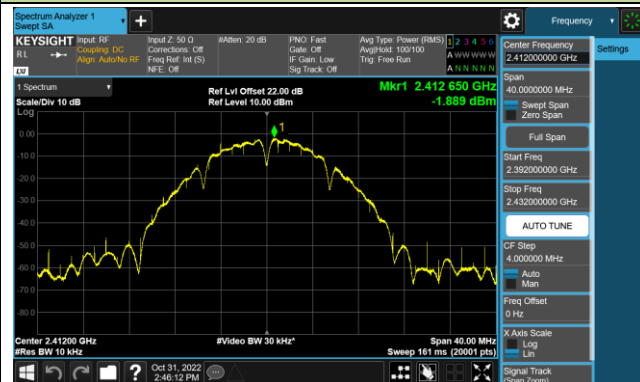 Spectrum Analyzer 1
Swept SA
Frequency
KEYSIGHT
Input: RF
Input Z: 50 Ω
#Atten: 20 dB
PNO: Fast
Avg Type: Power (RMS)
1 2 3 4 5 6
RL
Coupling: DC
Corrections: Off
Gate: Off
Avg|Hold: 100/100
A W W W W W
Align: Auto/No RF
Freq Ref: Int (S)
IF Gain: Low
Trig: Free Run
NFE: Off
Sig Track: Off
A N N N N N
LXI
1 Spectrum
Ref Lvl Offset 22.00 dB
Mkr1 2.412 650 GHz
Scale/Div 10 dB
Ref Level 10.00 dBm
-1.889 dBm
Log
1
0.00
-10.0
-20.0
-30.0
-40.0
-50.0
-60.0
-70.0
-80.0
Center 2.41200 GHz
#Video BW 30 kHz*
Span 40.00 MHz
#Res BW 10 kHz
Sweep 161 ms (20001 pts)
Oct 31, 2022
2:46:12 PM
Center Frequency
2.412000000 GHz
Settings
Span
40.0000000 MHz
Swept Span
Zero Span
Full Span
Start Freq
2.392000000 GHz
Stop Freq
2.432000000 GHz
AUTO TUNE
CF Step
4.000000 MHz
Auto
Man
Freq Offset
0 Hz
X Axis Scale
Log
Lin
Signal Track
(Span Zoom)